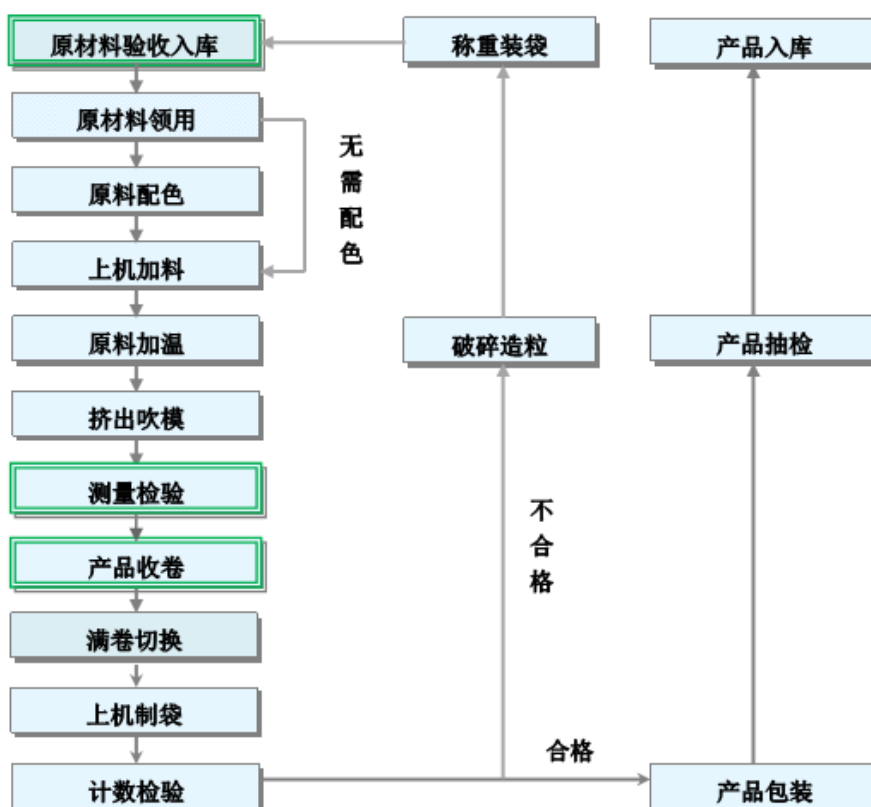 原材料验收入库
称重装袋
产品入库
原材料领用
无
需
配
色
原料配色
上机加料
原料加温
破碎造粒
产品抽检
挤出吹模
测量检验
不
合
格
产品收卷
满卷切换
上机制袋
合格
计数检验
产品包装